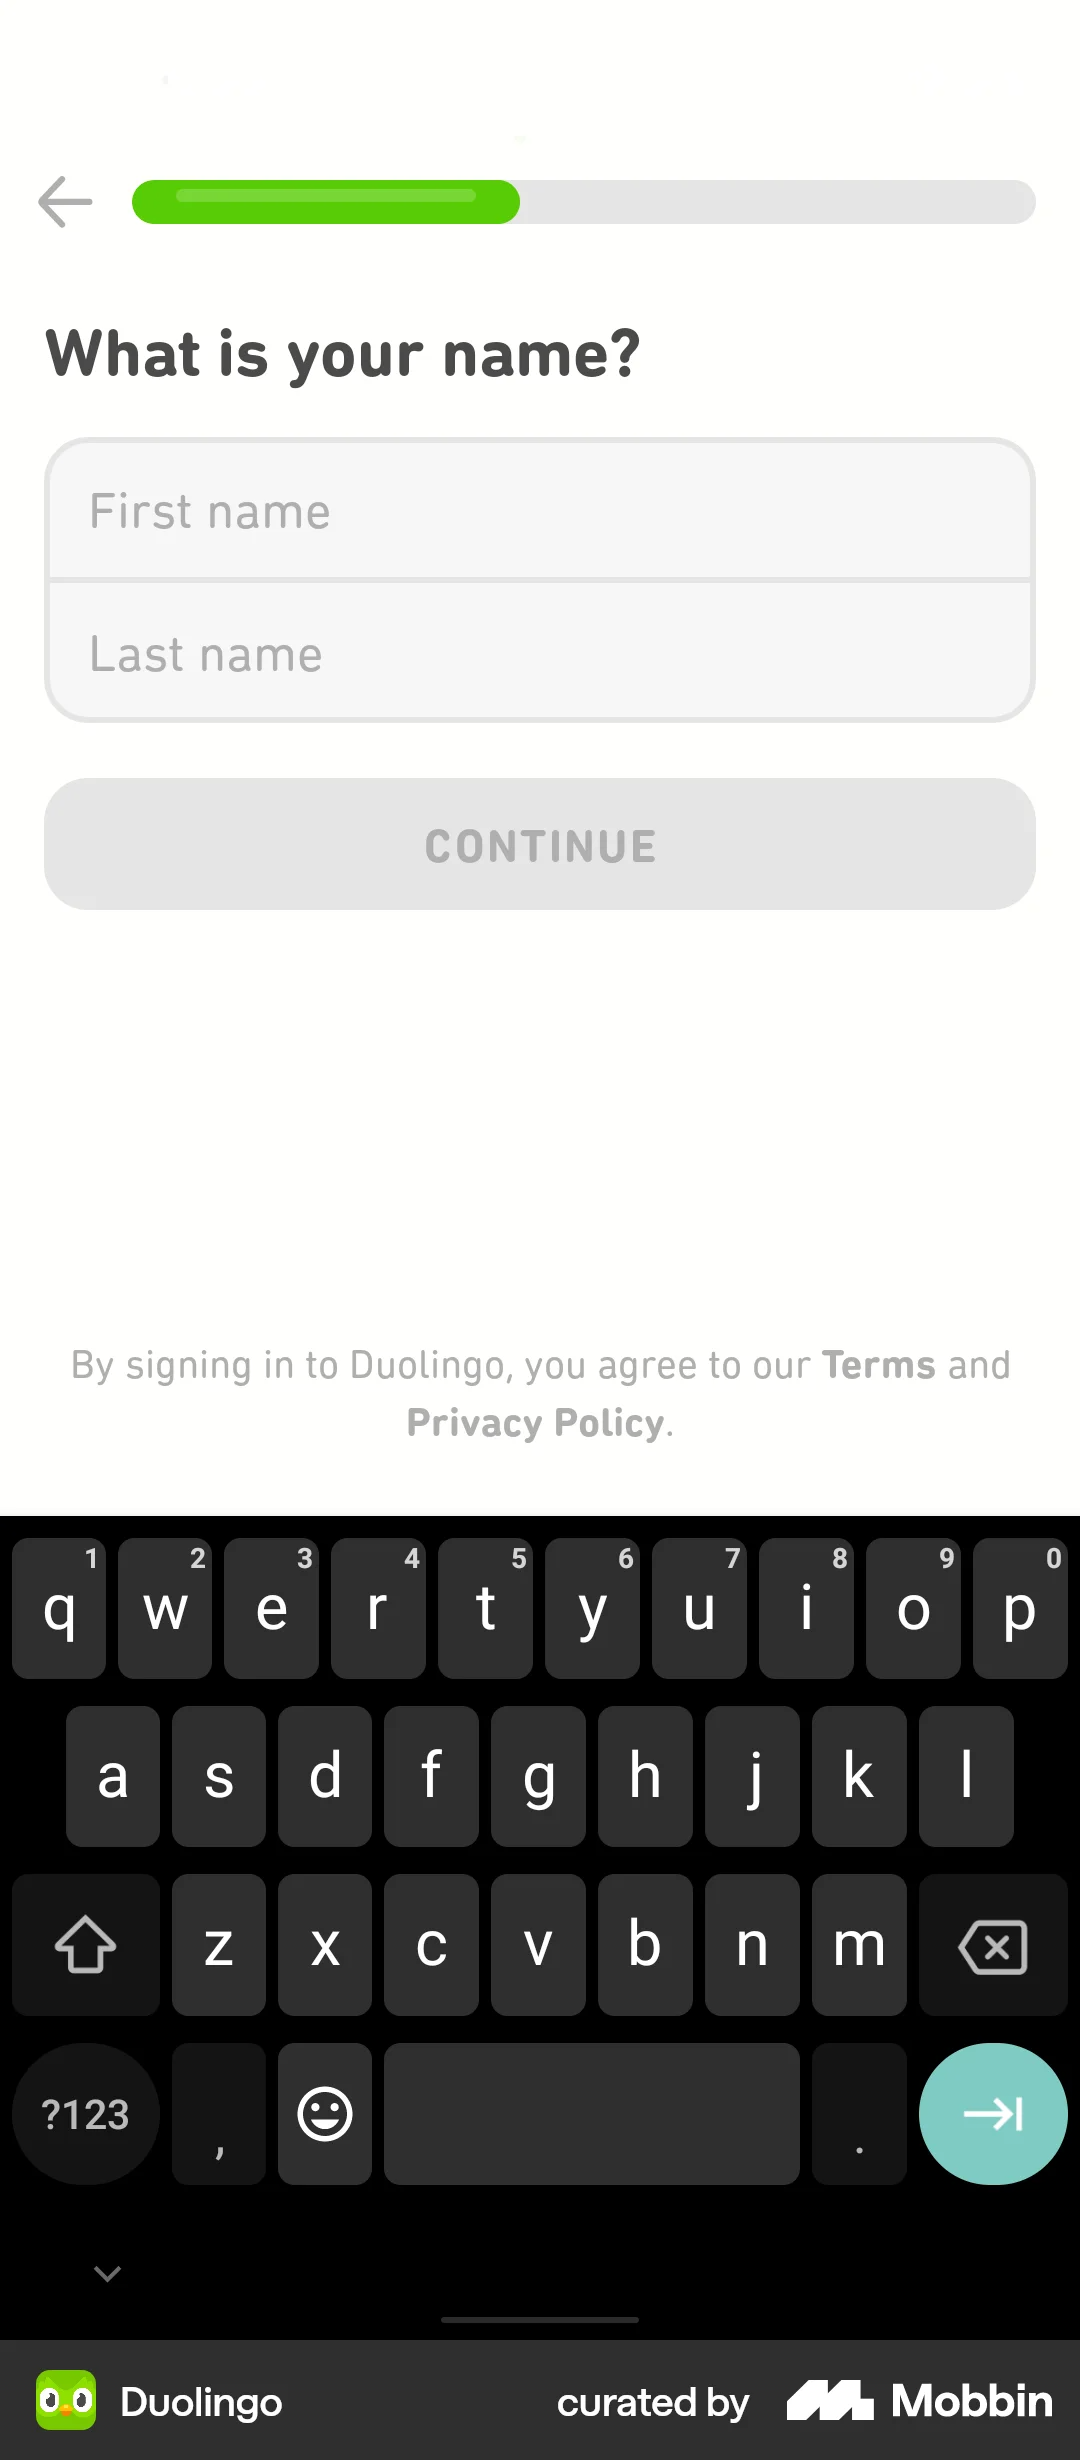 What is your name?
First name
Last name
CONTINUE
By signing in to Duolingo, you agree to our Terms and
Privacy Policy.
1 2 3 4 5 6 7 8 9 0
q w e r t y u i o p
a s d f g h j k l
z x c v b n m
?123 , .
Duolingo curated by Mobbin